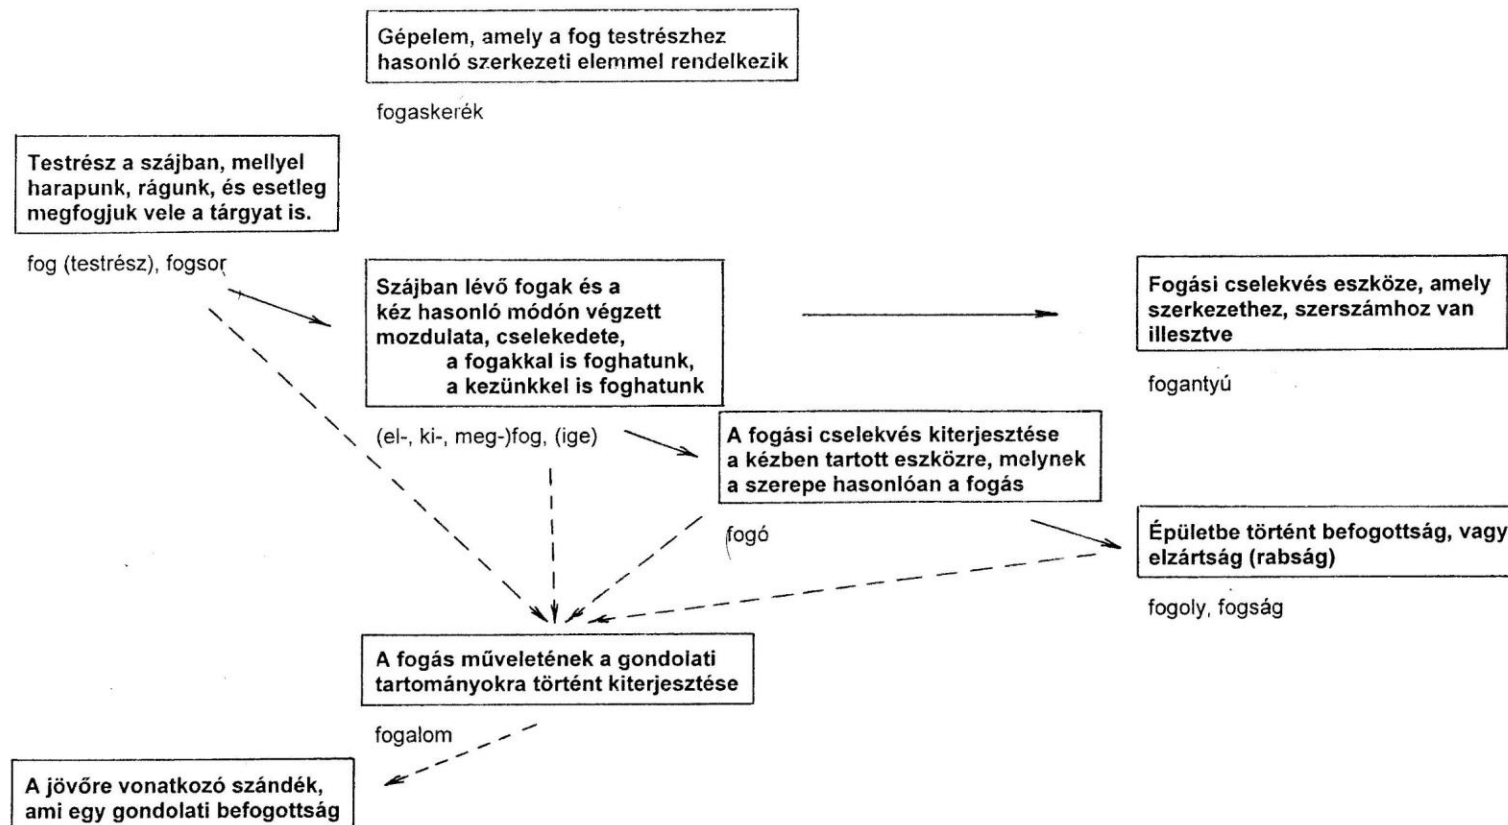 Gépelem, amely a fog testrészhez
hasonló szerkezeti elemmel rendelkezik
fogaskerék
Testrész a szájban, mellyel
harapunk, rágunk, és esetleg
megfogjuk vele a tárgyat is.
fog (testrész), fogsor
Szájban lévő fogak és a
kéz hasonló módón végzett
mozdulata, cselekedete,
a fogakkal is foghatunk,
a kezünkkel is foghatunk
(el-, ki-, meg-)fog, (ige)
Fogási cselekvés eszköze, amely
szerkezethez, szerszámhoz van
illesztve
fogantyú
A fogási cselekvés kiterjesztése
a kézben tartott eszközre, melynek
a szerepe hasonlóan a fogás
fogó
Épületbe történt befogottság, vagy
elzártság (rabság)
fogoly, fogság
A fogás műveletének a gondolati
tartományokra történt kiterjesztése
fogalom
A jövőre vonatkozó szándék,
ami egy gondolati befogottság